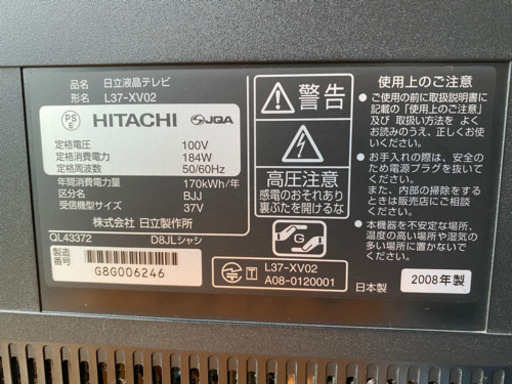 品名 日立液晶テレビ
形名 L37-XV02
PS
E
HITACHI JQA
定格電圧 100V
定格消費電力 184W
定格周波数 50/60Hz
年間消費電力量 170kWh/年
区分名 BJJ
受信機型サイズ 37V
株式会社 日立製作所
QL43372 D8JLシャシ
製造番号 G8G006246
警告
高圧注意
感電のおそれあり
裏ぶたを開けるな
G
T
L37-XV02
A08-0120001
使用上のご注意
●ご使用の前に取扱説明書に
記載の「使用上のご注意」
及び 取扱い方法を よく
お読みのうえ、正しくお使い
ください。
●お手入れの際は、安全の
ため電源プラグを抜いて
ください。
また、内部の掃除をする
ときは販売店にご相談
ください。
●本機器を不安定な場所、
温度の高い場所や湿気の
多い場所に置かないで
ください。
日本製 2008年製